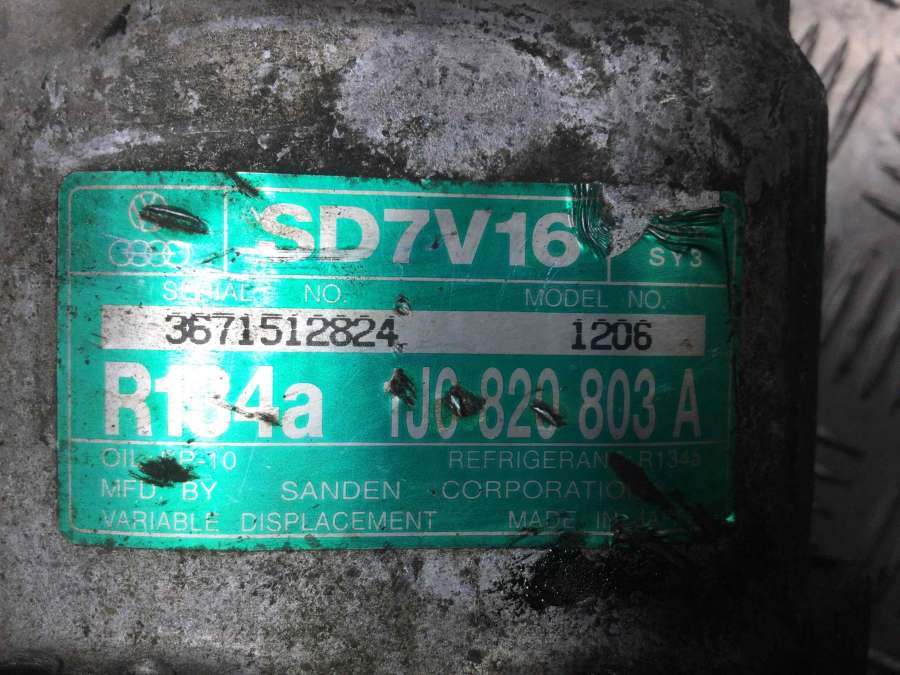 SD7V16
SY3
SERIAL NO. MODEL NO.
3671512824 1206
R134a 1J0 820 803 A
OIL SP-10 REFRIGERANT R134a
MFD. BY SANDEN CORPORATION
VARIABLE DISPLACEMENT MADE IN